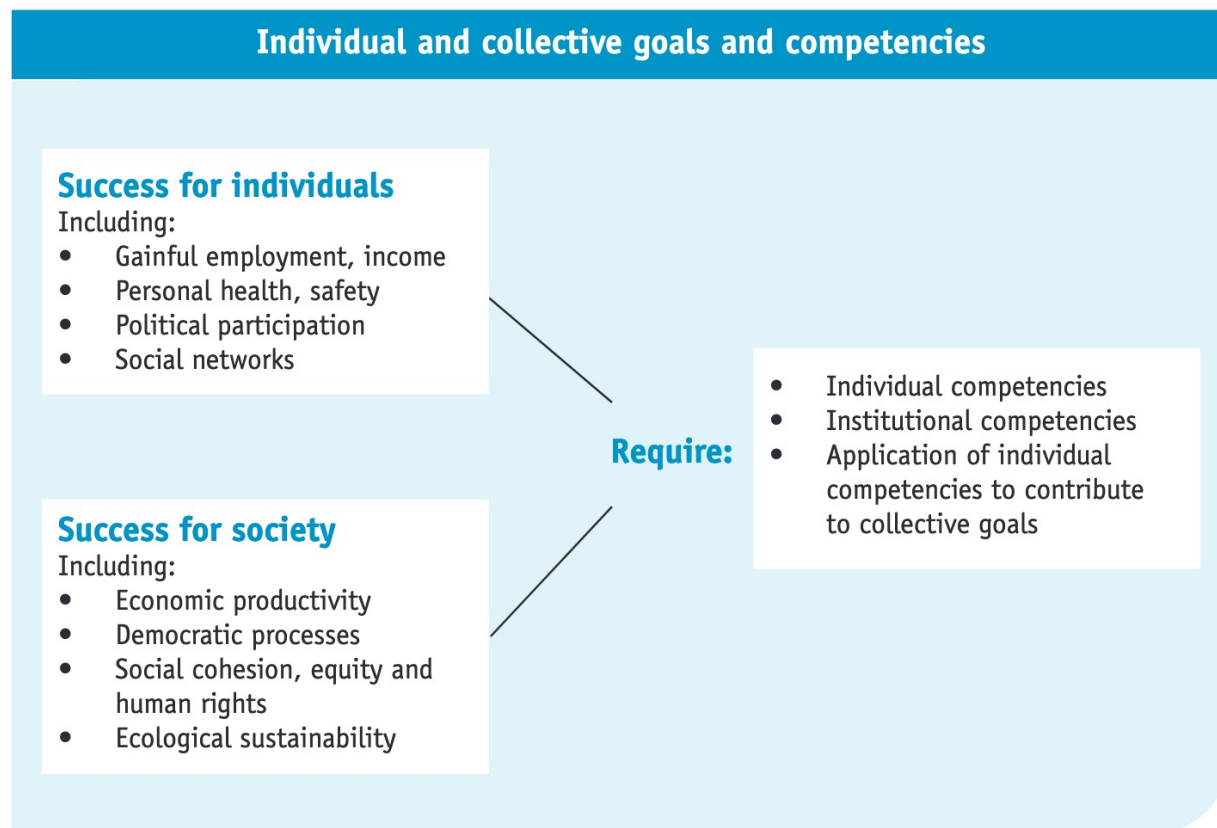 Individual and collective goals and competencies
Success for individuals
Including:
• Gainful employment, income
• Personal health, safety
• Political participation
• Social networks
Success for society
Including:
• Economic productivity
• Democratic processes
• Social cohesion, equity and
human rights
• Ecological sustainability
Require:
• Individual competencies
• Institutional competencies
• Application of individual
competencies to contribute
to collective goals